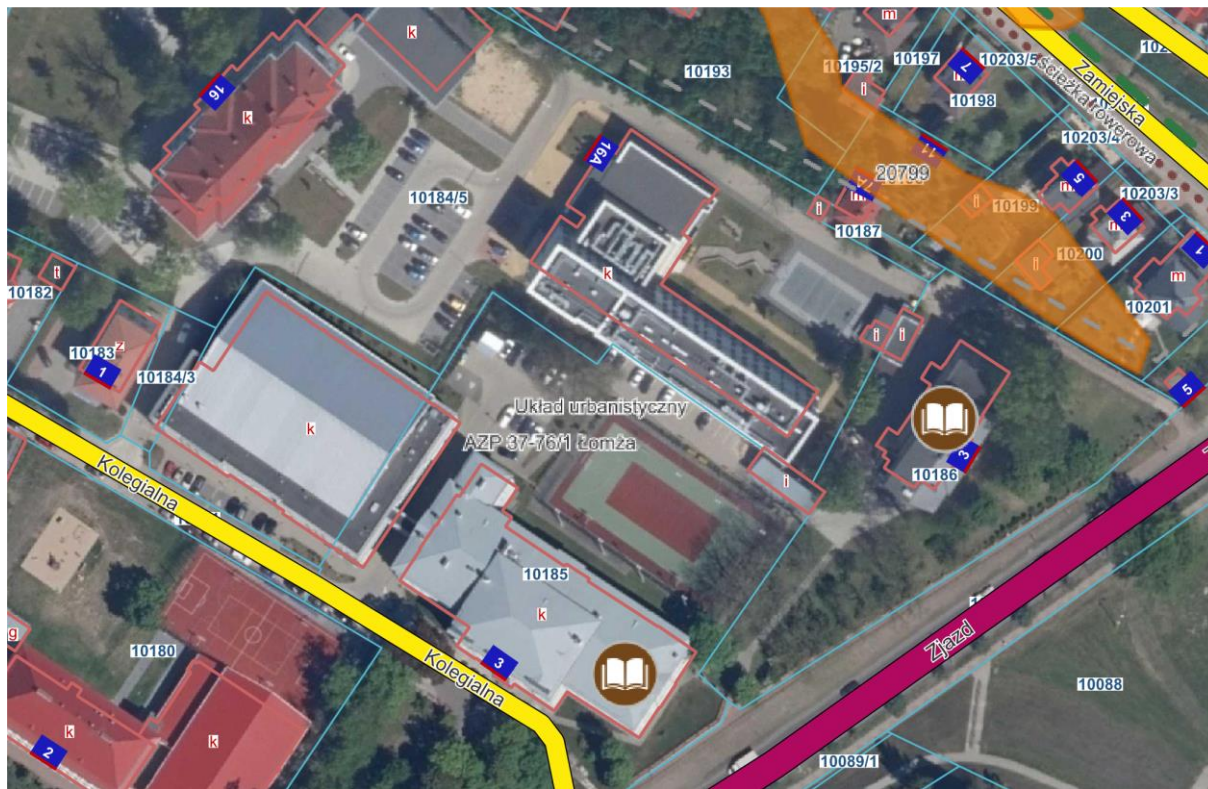 m
k
10193
10197
10195/2
10203/5
7
m
10198
Zamiejska
ścieżka rowerowa
16
k
i
16A
11
20799
10203/4
5
m
10203/3
10184/5
i
m
i
10199
3
m
10187
10200
1
m
10182
t
k
i
10201
10183
z
1
10184/3
i
i
5
Układ urbanistyczny
AZP 37-76/1 Łomża
k
3
10186
i
Kolegialna
10185
k
Zjazd
g
10180
3
Kolegialna
10088
k
2
k
10089/1